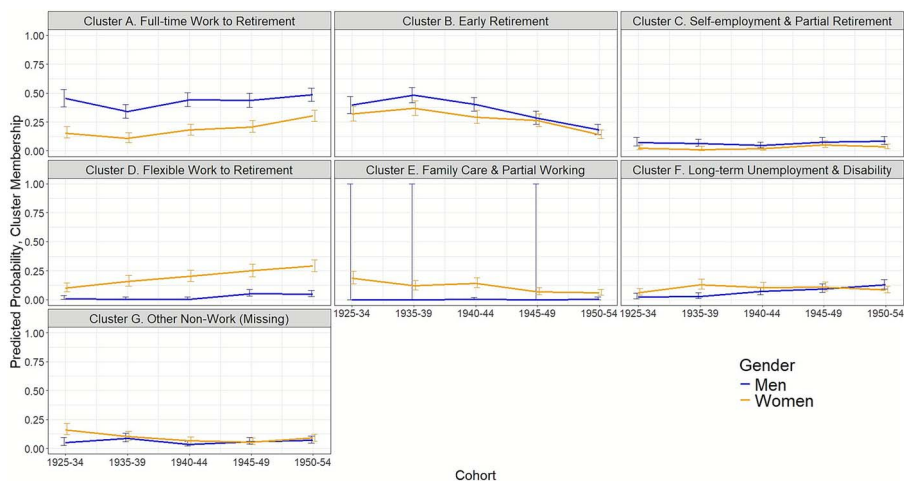 Cluster A. Full-time Work to Retirement
Cluster B. Early Retirement
Cluster C. Self-employment & Partial Retirement
1.00
0.75
0.50
0.25
0.00
Cluster D. Flexible Work to Retirement
Cluster E. Family Care & Partial Working
Cluster F. Long-term Unemployment & Disability
1.00
0.75
0.50
0.25
0.00
1925-34 1935-39 1940-44 1945-49 1950-54
1925-34 1935-39 1940-44 1945-49 1950-54
Cluster G. Other Non-Work (Missing)
1.00
0.75
0.50
0.25
0.00
1925-34 1935-39 1940-44 1945-49 1950-54
Predicted Probability, Cluster Membership
Cohort
Gender
Men
Women